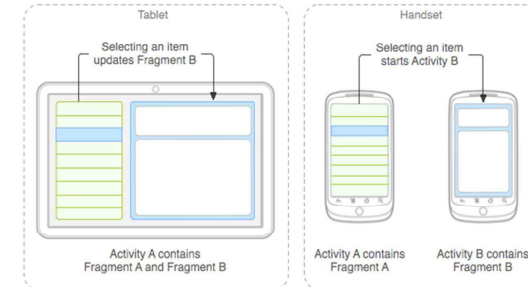 Tablet
Selecting an item
updates Fragment B
Activity A contains
Fragment A and Fragment B
Handset
Selecting an item
starts Activity B
Activity A contains
Fragment A
Activity B contains
Fragment B